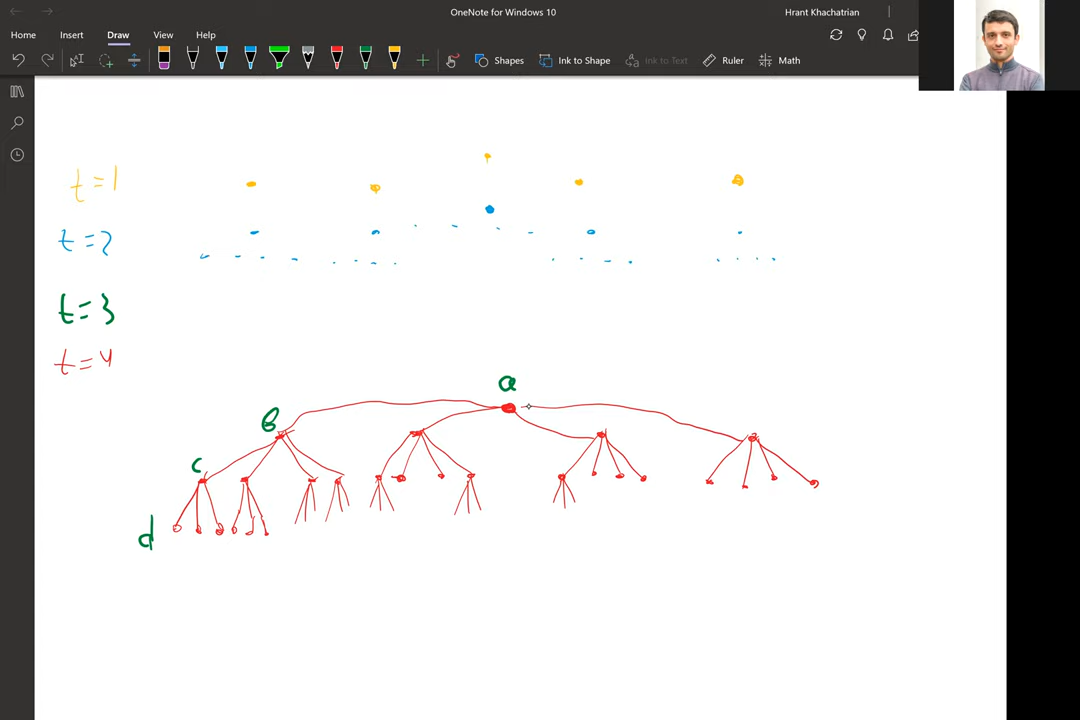 OneNote for Windows 10
Hrant Khachatrian
Home Insert Draw View Help
Shapes Ink to Shape Ink to Text Ruler Math
t=1
t=2
t=3
t=4
a
b
c
d